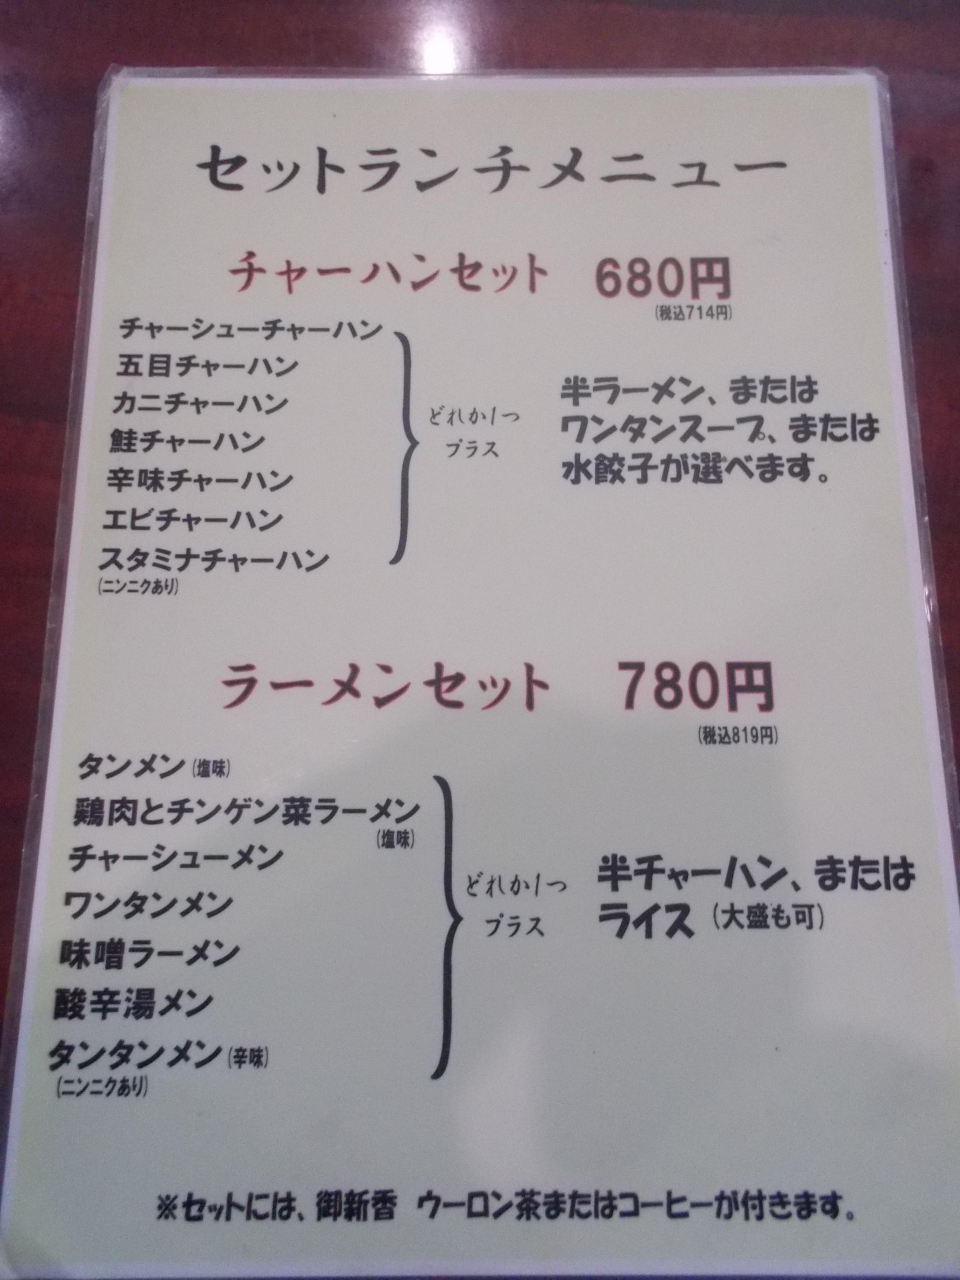 セットランチメニュー
チャーハンセット 680円
(税込714円)
チャーシューチャーハン
五目チャーハン
カニチャーハン
鮭チャーハン
辛味チャーハン
エビチャーハン
スタミナチャーハン
(ニンニクあり)
どれか1つ
プラス
半ラーメン、または
ワンタンスープ、または
水餃子が選べます。
ラーメンセット 780円
(税込819円)
タンメン(塩味)
鶏肉とチンゲン菜ラーメン
(塩味)
チャーシューメン
ワンタンメン
味噌ラーメン
酸辛湯メン
タンタンメン(辛味)
(ニンニクあり)
どれか1つ
プラス
半チャーハン、または
ライス(大盛も可)
※セットには、御新香 ウーロン茶またはコーヒーが付きます。